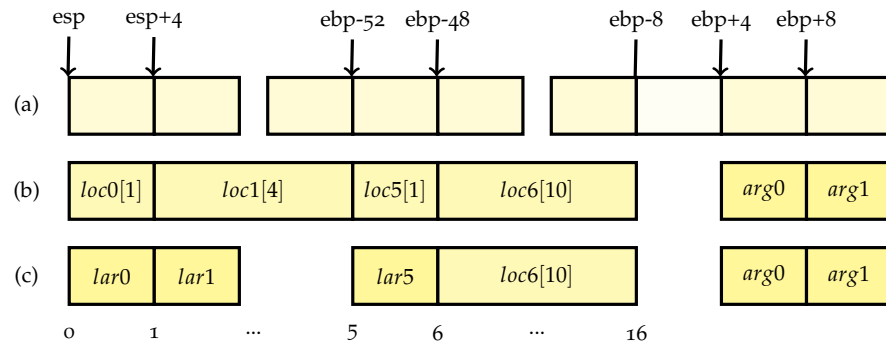 esp esp+4 ebp-52 ebp-48 ebp-8 ebp+4 ebp+8
(a)
(b) loc0[1] loc1[4] loc5[1] loc6[10] arg0 arg1
(c) lar0 lar1 lar5 loc6[10] arg0 arg1
0 1 ... 5 6 ... 16